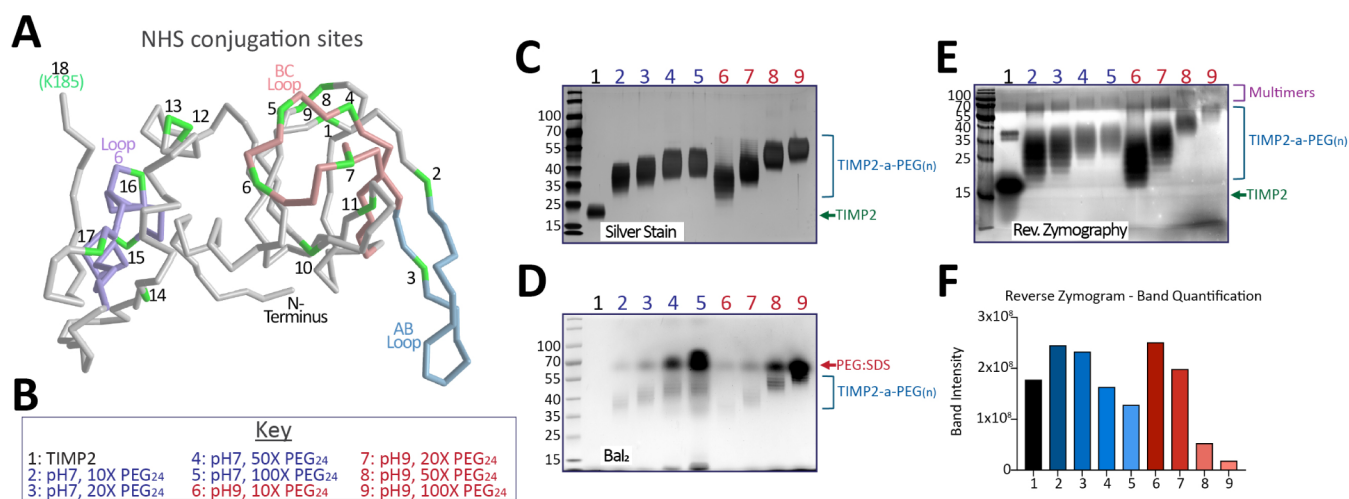 A
NHS conjugation sites
18
(K185)
13
12
Loop
6
16
17
15
14
BC
Loop
5
8
4
9
1
6
7
2
11
10
3
N-
Terminus
AB
Loop
B
Key
1: TIMP2
2: pH7, 10X PEG24
3: pH7, 20X PEG24
4: pH7, 50X PEG24
5: pH7, 100X PEG24
6: pH9, 10X PEG24
7: pH9, 20X PEG24
8: pH9, 50X PEG24
9: pH9, 100X PEG24
C
1 2 3 4 5 6 7 8 9
100
70
55
40
35
25
15
Silver Stain
TIMP2-a-PEG(n)
TIMP2
D
1 2 3 4 5 6 7 8 9
100
70
55
40
35
25
15
BaI2
PEG:SDS
TIMP2-a-PEG(n)
E
1 2 3 4 5 6 7 8 9
100
70
55
40
35
25
15
Rev. Zymography
Multimers
TIMP2-a-PEG(n)
TIMP2
F
Reverse Zymogram - Band Quantification
Band Intensity
3x10⁸
2x10⁸
1x10⁸
0
1 2 3 4 5 6 7 8 9